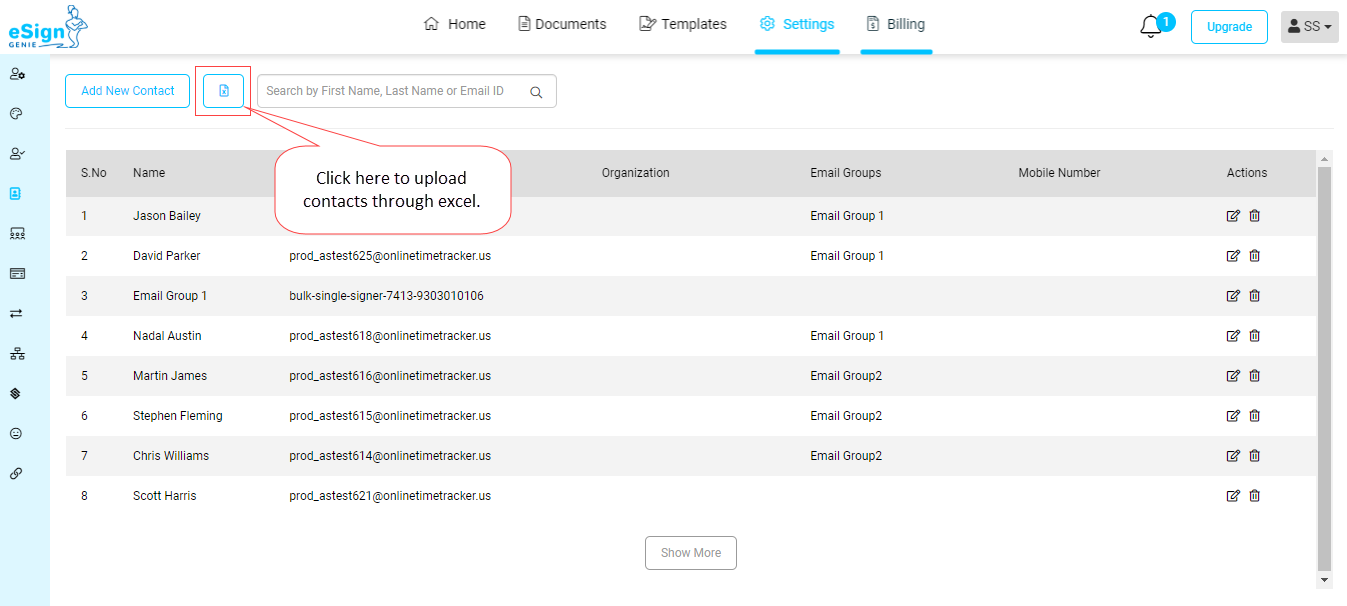 eSign
GENIE
Home
Documents
Templates
Settings
Billing
1
Upgrade
SS
Add New Contact
Search by First Name, Last Name or Email ID
Click here to upload
contacts through excel.
S.No Name Organization Email Groups Mobile Number Actions
1 Jason Bailey Email Group 1
2 David Parker prod_astest625@onlinetimetracker.us Email Group 1
3 Email Group 1 bulk-single-signer-7413-9303010106
4 Nadal Austin prod_astest618@onlinetimetracker.us Email Group 1
5 Martin James prod_astest616@onlinetimetracker.us Email Group2
6 Stephen Fleming prod_astest615@onlinetimetracker.us Email Group2
7 Chris Williams prod_astest614@onlinetimetracker.us Email Group2
8 Scott Harris prod_astest621@onlinetimetracker.us
Show More